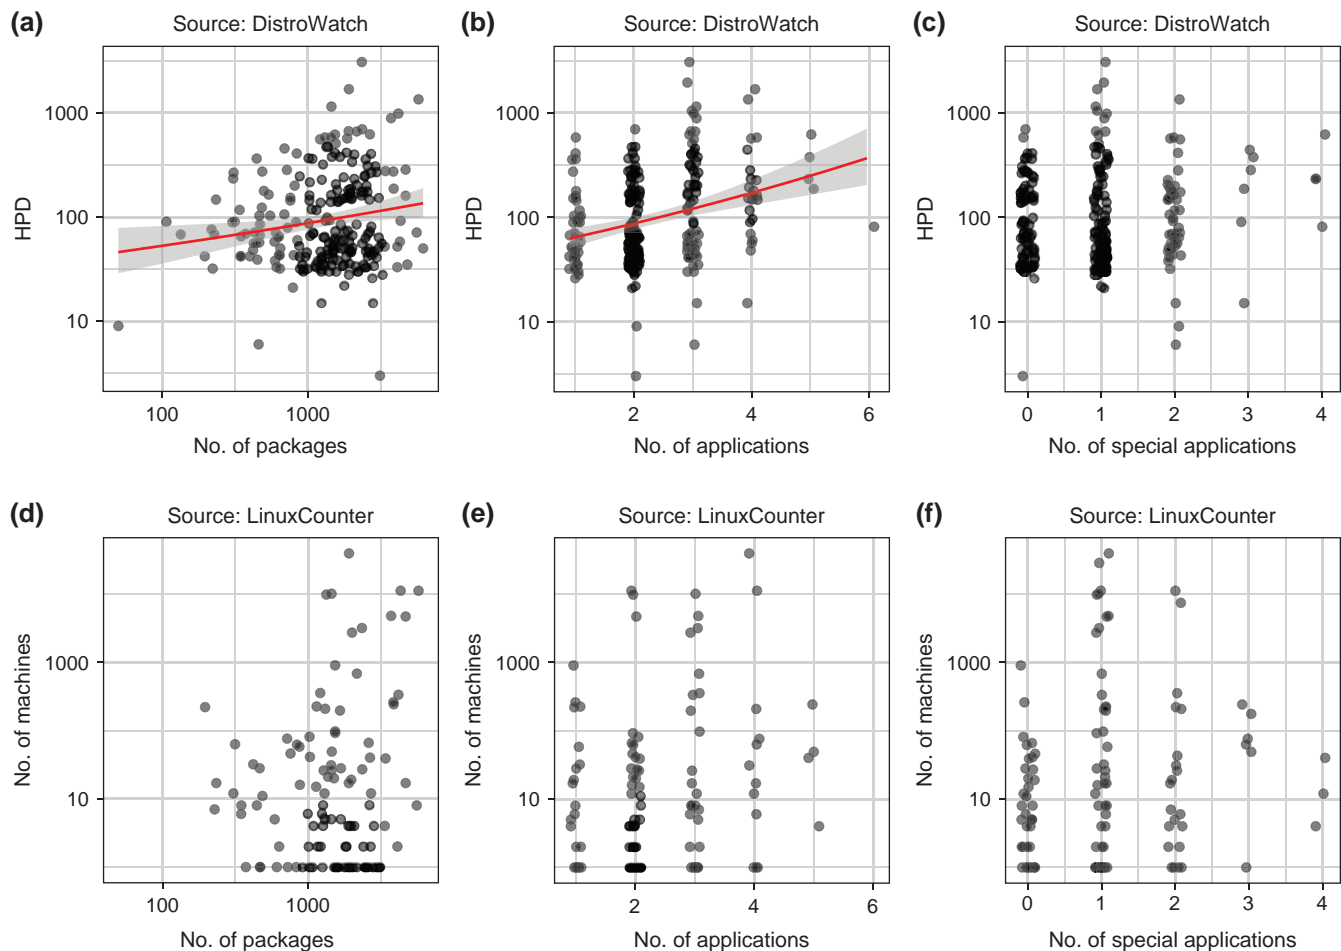 (a)
Source: DistroWatch
HPD
1000
100
10
100
1000
No. of packages
(b)
Source: DistroWatch
HPD
1000
100
10
2
4
6
No. of applications
(c)
Source: DistroWatch
HPD
1000
100
10
0
1
2
3
4
No. of special applications
(d)
Source: LinuxCounter
No. of machines
1000
10
100
1000
No. of packages
(e)
Source: LinuxCounter
No. of machines
1000
10
2
4
6
No. of applications
(f)
Source: LinuxCounter
No. of machines
1000
10
0
1
2
3
4
No. of special applications